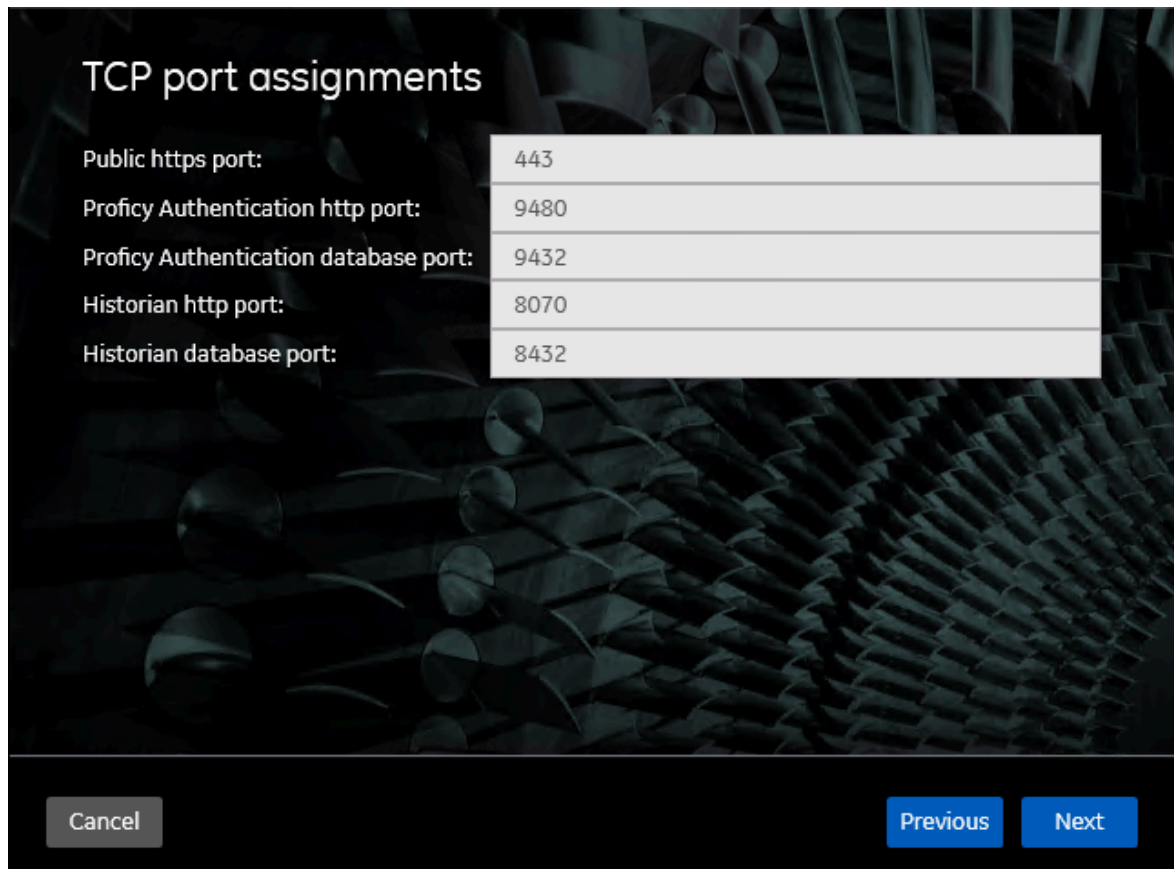 TCP port assignments
Public https port: 443
Proficy Authentication http port: 9480
Proficy Authentication database port: 9432
Historian http port: 8070
Historian database port: 8432
Cancel Previous Next